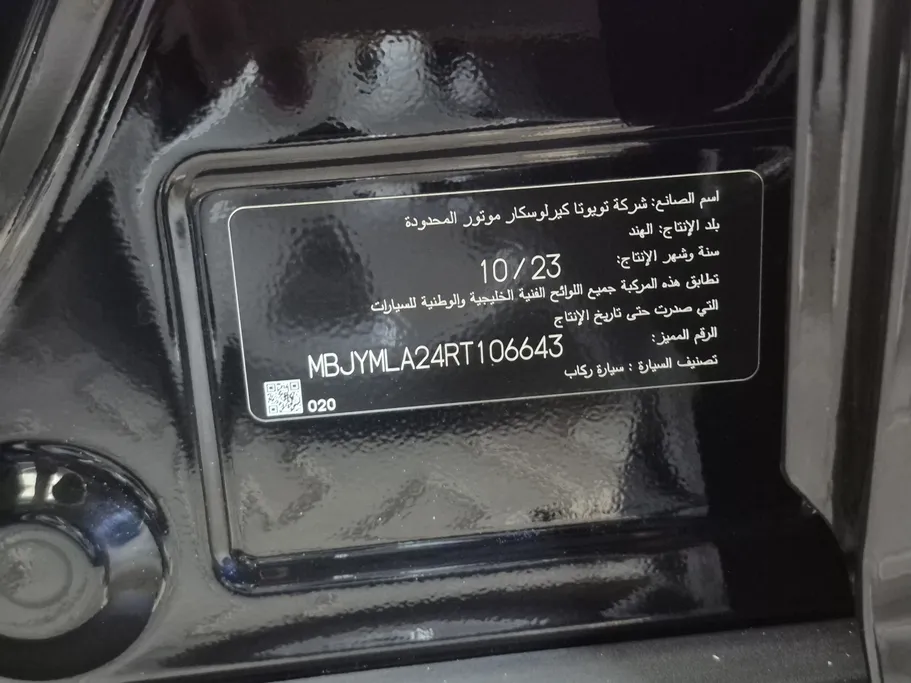 اسم الصانع: شركة تويوتا كيرلوسكار موتور المحدودة
بلد الإنتاج: الهند
سنة وشهر الإنتاج: 10/23
تطابق هذه المركبة جميع اللوائح الفنية الخليجية والوطنية للسيارات
التي صدرت حتى تاريخ الإنتاج
الرقم المميز: MBJYMLA24RT106643
تصنيف السيارة : سيارة ركاب
020